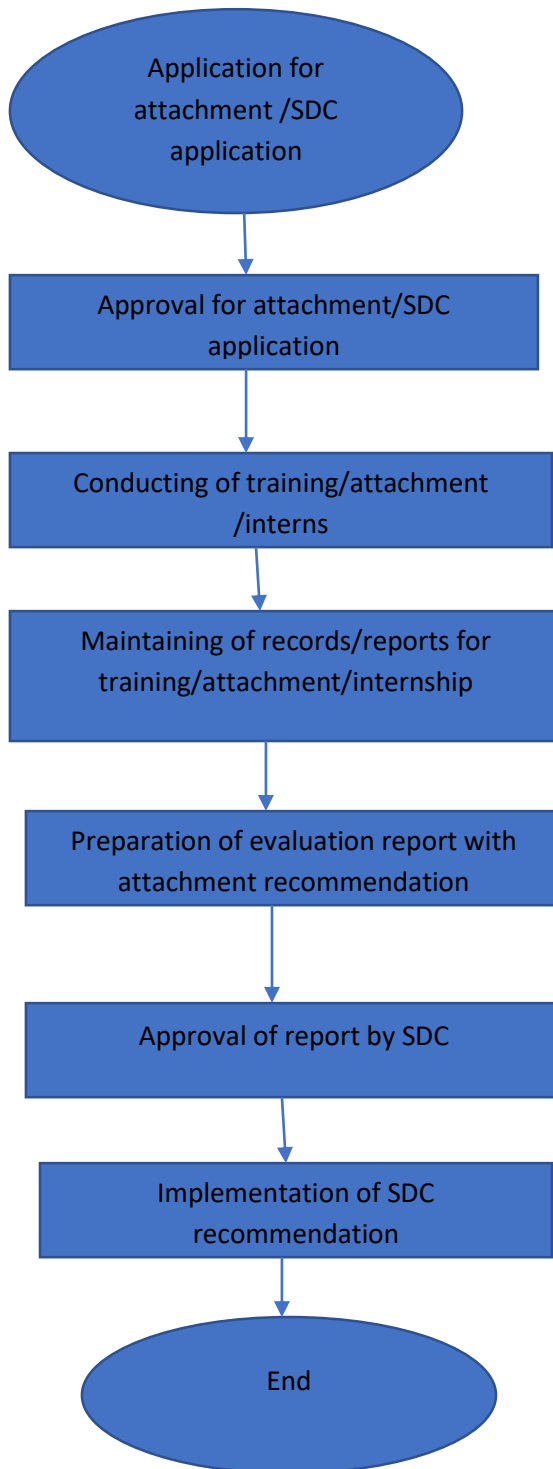 Application for
attachment /SDC
application
Approval for attachment/SDC
application
Conducting of training/attachment
/interns
Maintaining of records/reports for
training/attachment/internship
Preparation of evaluation report with
attachment recommendation
Approval of report by SDC
Implementation of SDC
recommendation
End